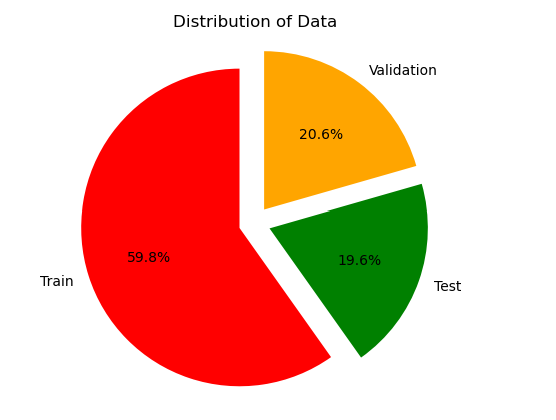 Distribution of Data
Validation
20.6%
59.8%
19.6%
Train
Test